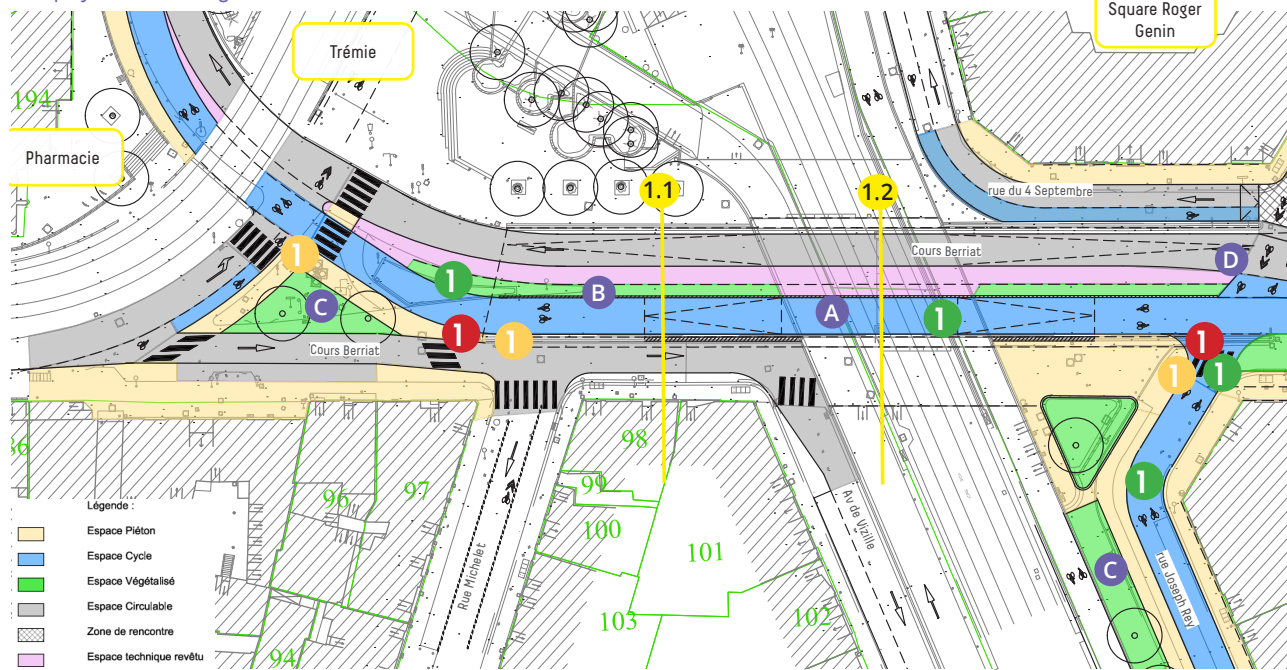 Square Roger
Genin
Trémie
194
Pharmacie
1.1
1.2
rue du 4 Septembre
Cours Berriat
D
1
1
B
C
A
1
1
1
1
Cours Berriat
1
1
98
96
97
99
100
101
1
Légende :
Espace Piéton
Espace Cycle
Espace Végétalisé
Espace Circulable
Zone de rencontre
Espace technique revêtu
Rue Michelet
Av de Vizille
C
rue Joseph Rey
103
102
94